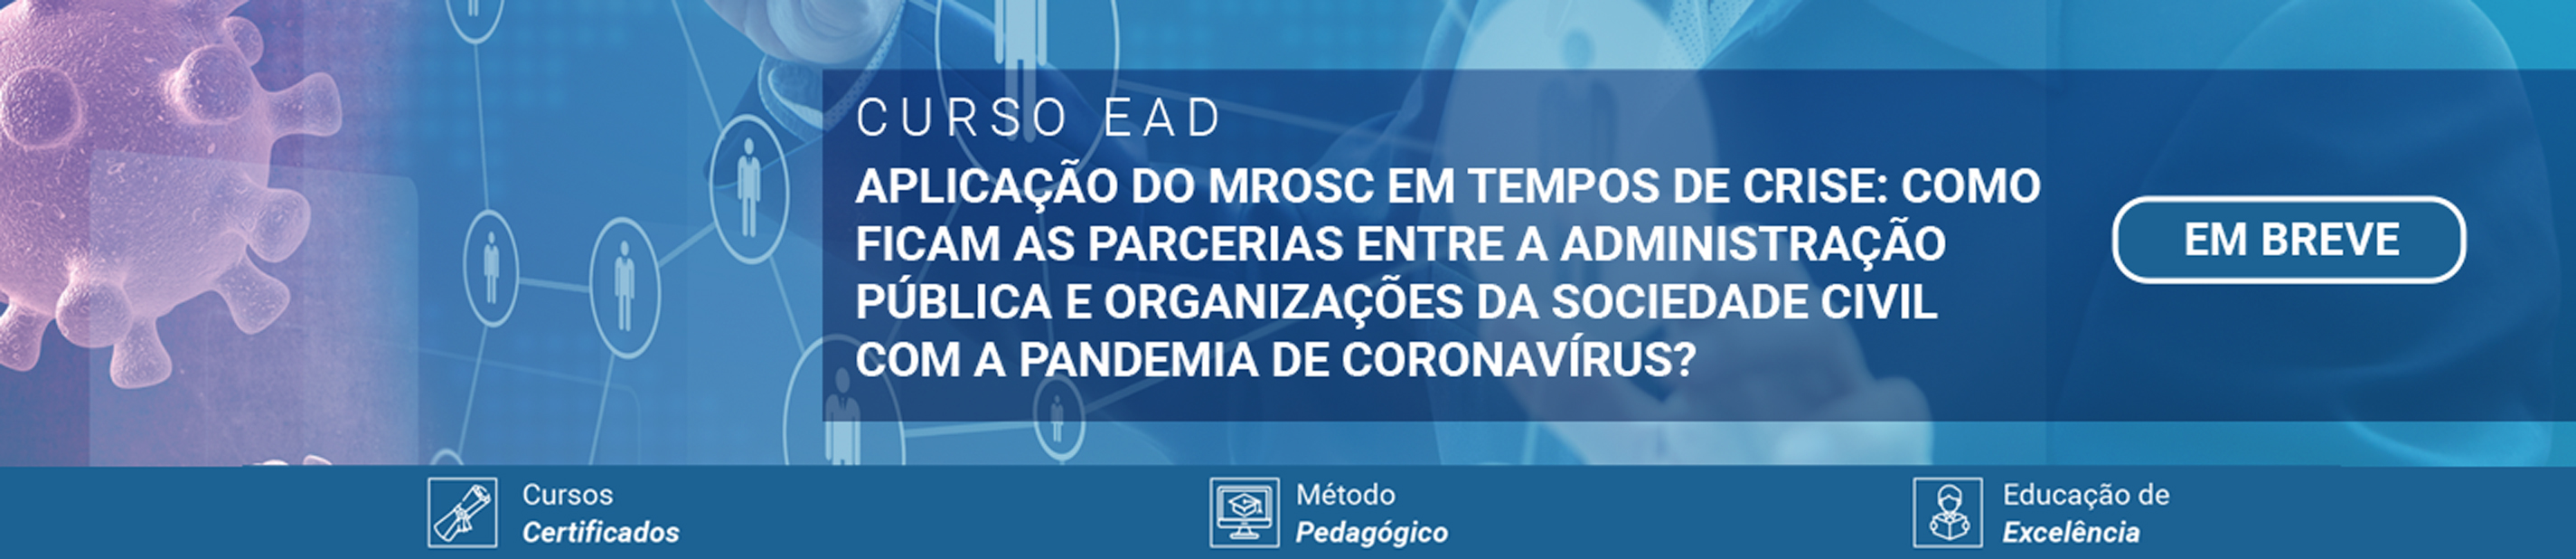 CURSO EAD
APLICAÇÃO DO MROSC EM TEMPOS DE CRISE: COMO
FICAM AS PARCERIAS ENTRE A ADMINISTRAÇÃO
PÚBLICA E ORGANIZAÇÕES DA SOCIEDADE CIVIL
COM A PANDEMIA DE CORONAVÍRUS?
EM BREVE
Cursos
Certificados
Método
Pedagógico
Educação de
Excelência